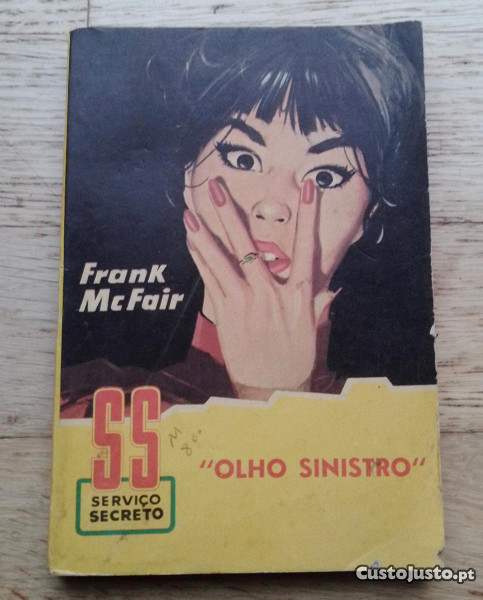 Frank
McFair
SS
SERVIÇO
SECRETO
"OLHO SINISTRO"
CustoJusto.pt